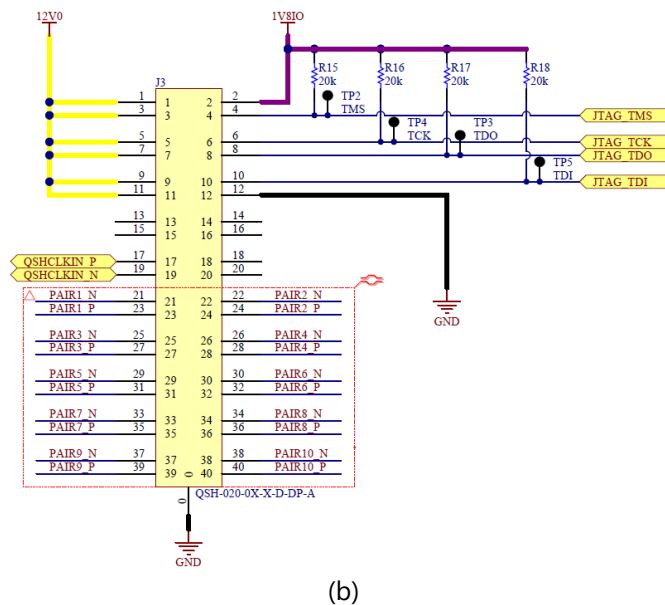 12V0 1V8IO
J3 R15 R16 R17 R18
20k 20k 20k 20k
1 1 2 2
3 3 4 4 TP2 TMS JTAG_TMS
TP4 TCK TP3 TDO TP5 TDI
5 5 6 6 JTAG_TCK
7 7 8 8 JTAG_TDO
9 9 10 10 JTAG_TDI
11 11 12 12
13 13 14 14
15 15 16 16
QSHCLKIN_P 17 17 18 18
QSHCLKIN_N 19 19 20 20
PAIR1_N 21 21 22 22 PAIR2_N
PAIR1_P 23 23 24 24 PAIR2_P
GND
PAIR3_N 25 25 26 26 PAIR4_N
PAIR3_P 27 27 28 28 PAIR4_P
PAIR5_N 29 29 30 30 PAIR6_N
PAIR5_P 31 31 32 32 PAIR6_P
PAIR7_N 33 33 34 34 PAIR8_N
PAIR7_P 35 35 36 36 PAIR8_P
PAIR9_N 37 37 38 38 PAIR10_N
PAIR9_P 39 39 40 40 PAIR10_P
0
0
QSH-020-0X-X-D-DP-A
GND
(b)